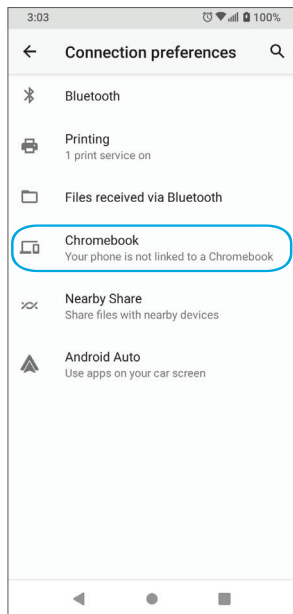 3:03
100%
Connection preferences
Bluetooth
Printing
1 print service on
Files received via Bluetooth
Chromebook
Your phone is not linked to a Chromebook
Nearby Share
Share files with nearby devices
Android Auto
Use apps on your car screen